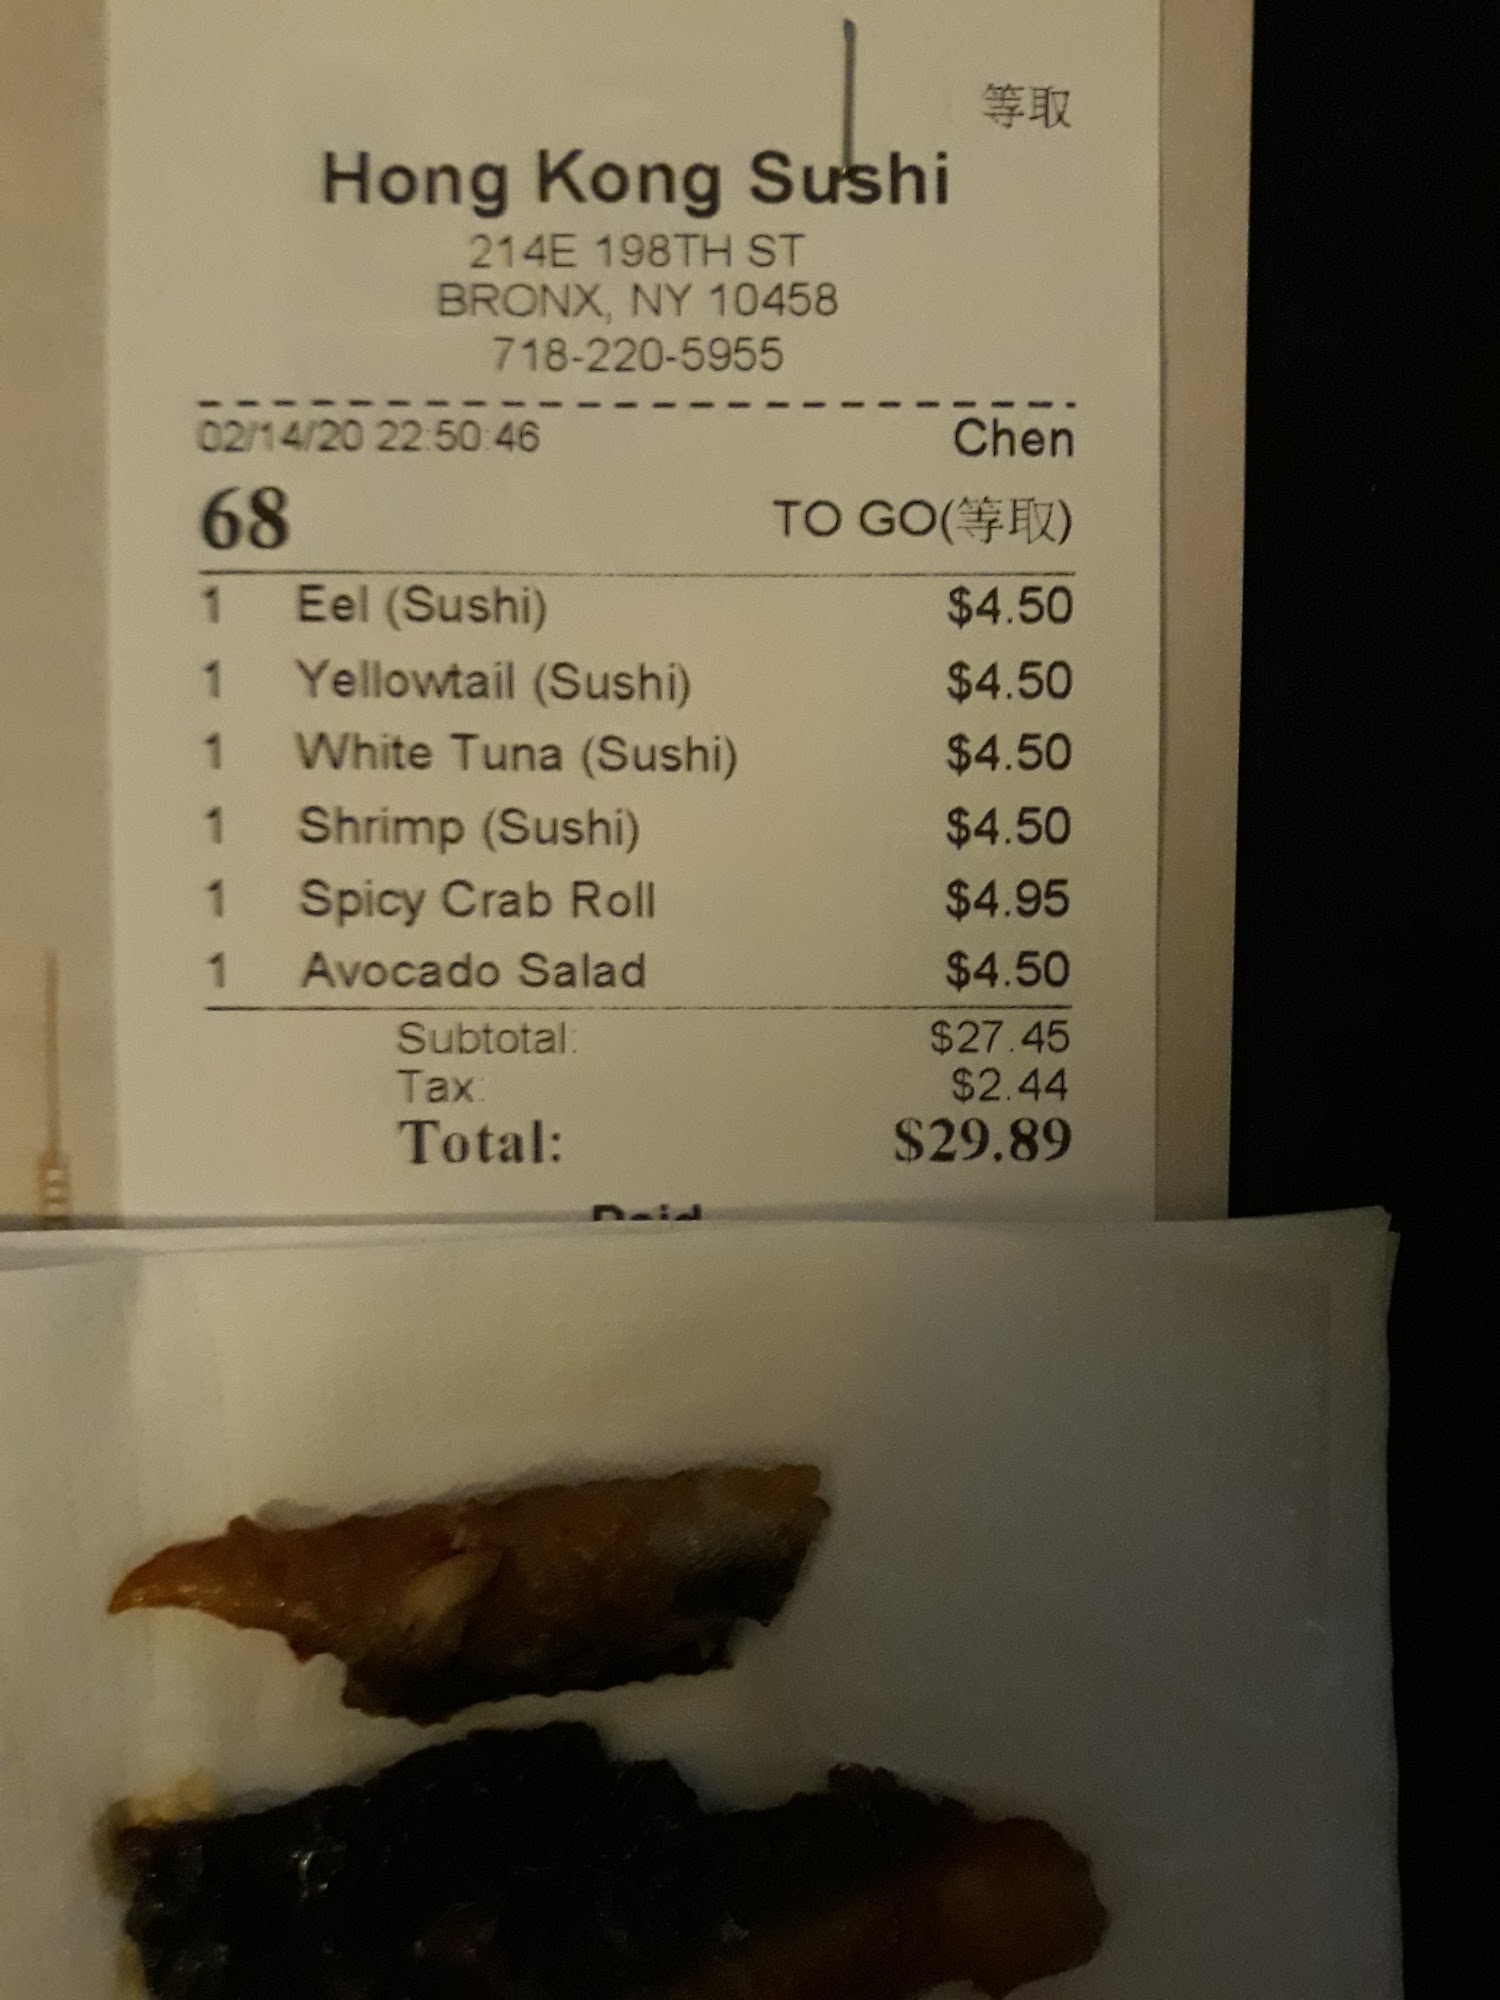 等取
Hong Kong Sushi
214E 198TH ST
BRONX, NY 10458
718-220-5955
02/14/20 22:50:46 Chen
68 TO GO(等取)
1 Eel (Sushi) $4.50
1 Yellowtail (Sushi) $4.50
1 White Tuna (Sushi) $4.50
1 Shrimp (Sushi) $4.50
1 Spicy Crab Roll $4.95
1 Avocado Salad $4.50
Subtotal: $27.45
Tax: $2.44
Total: $29.89
Paid